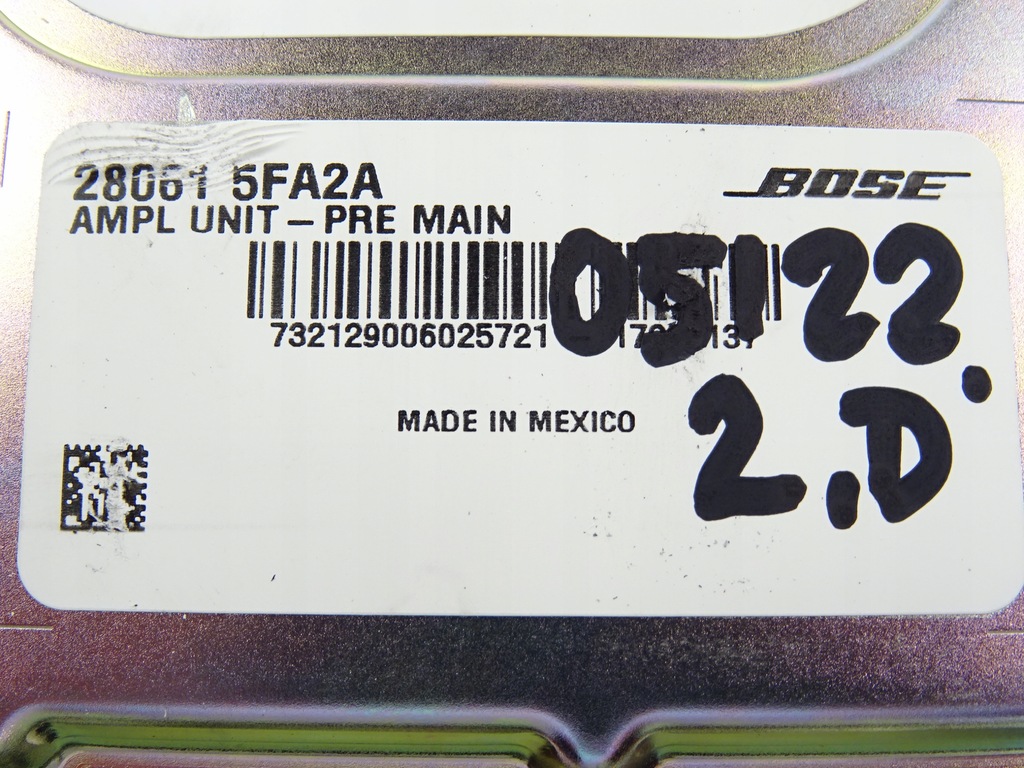 28061 5FA2A
BOSE
AMPL UNIT – PRE MAIN
05122.
732129006025721
MADE IN MEXICO
2.D